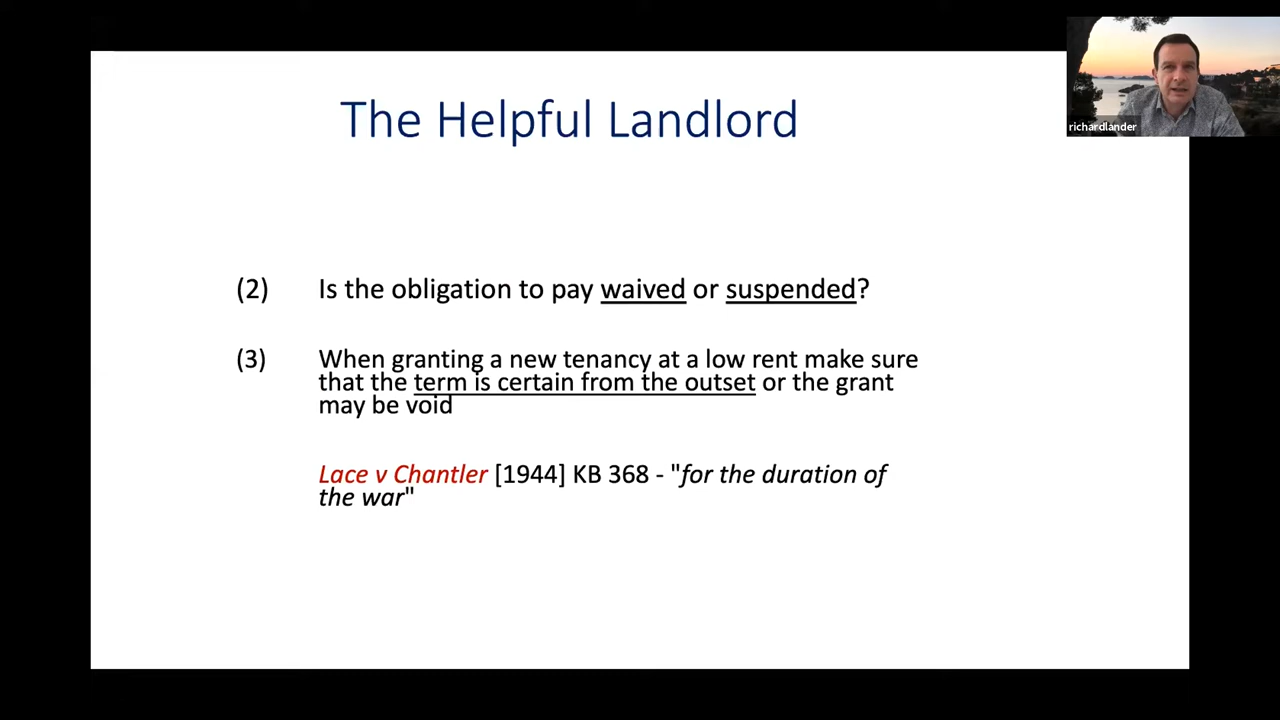 The Helpful Landlord
richardlander
(2) Is the obligation to pay waived or suspended?
(3) When granting a new tenancy at a low rent make sure
that the term is certain from the outset or the grant
may be void
Lace v Chantler [1944] KB 368 - "for the duration of
the war"